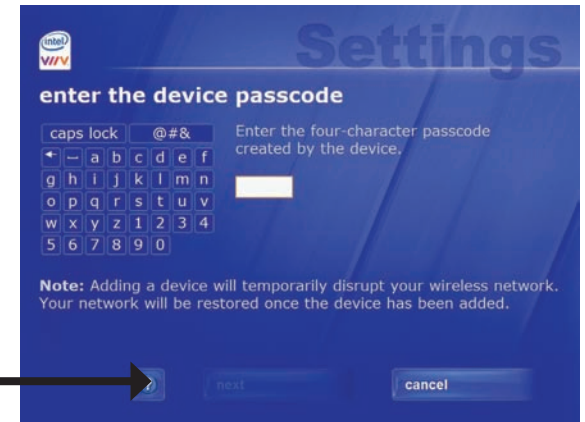 intel
VIIV
Settings
enter the device passcode
caps lock @#&
Enter the four-character passcode
created by the device.
a b c d e f
g h i j k l m n
o p q r s t u v
w x y z 1 2 3 4
5 6 7 8 9 0
Note: Adding a device will temporarily disrupt your wireless network.
Your network will be restored once the device has been added.
? next cancel